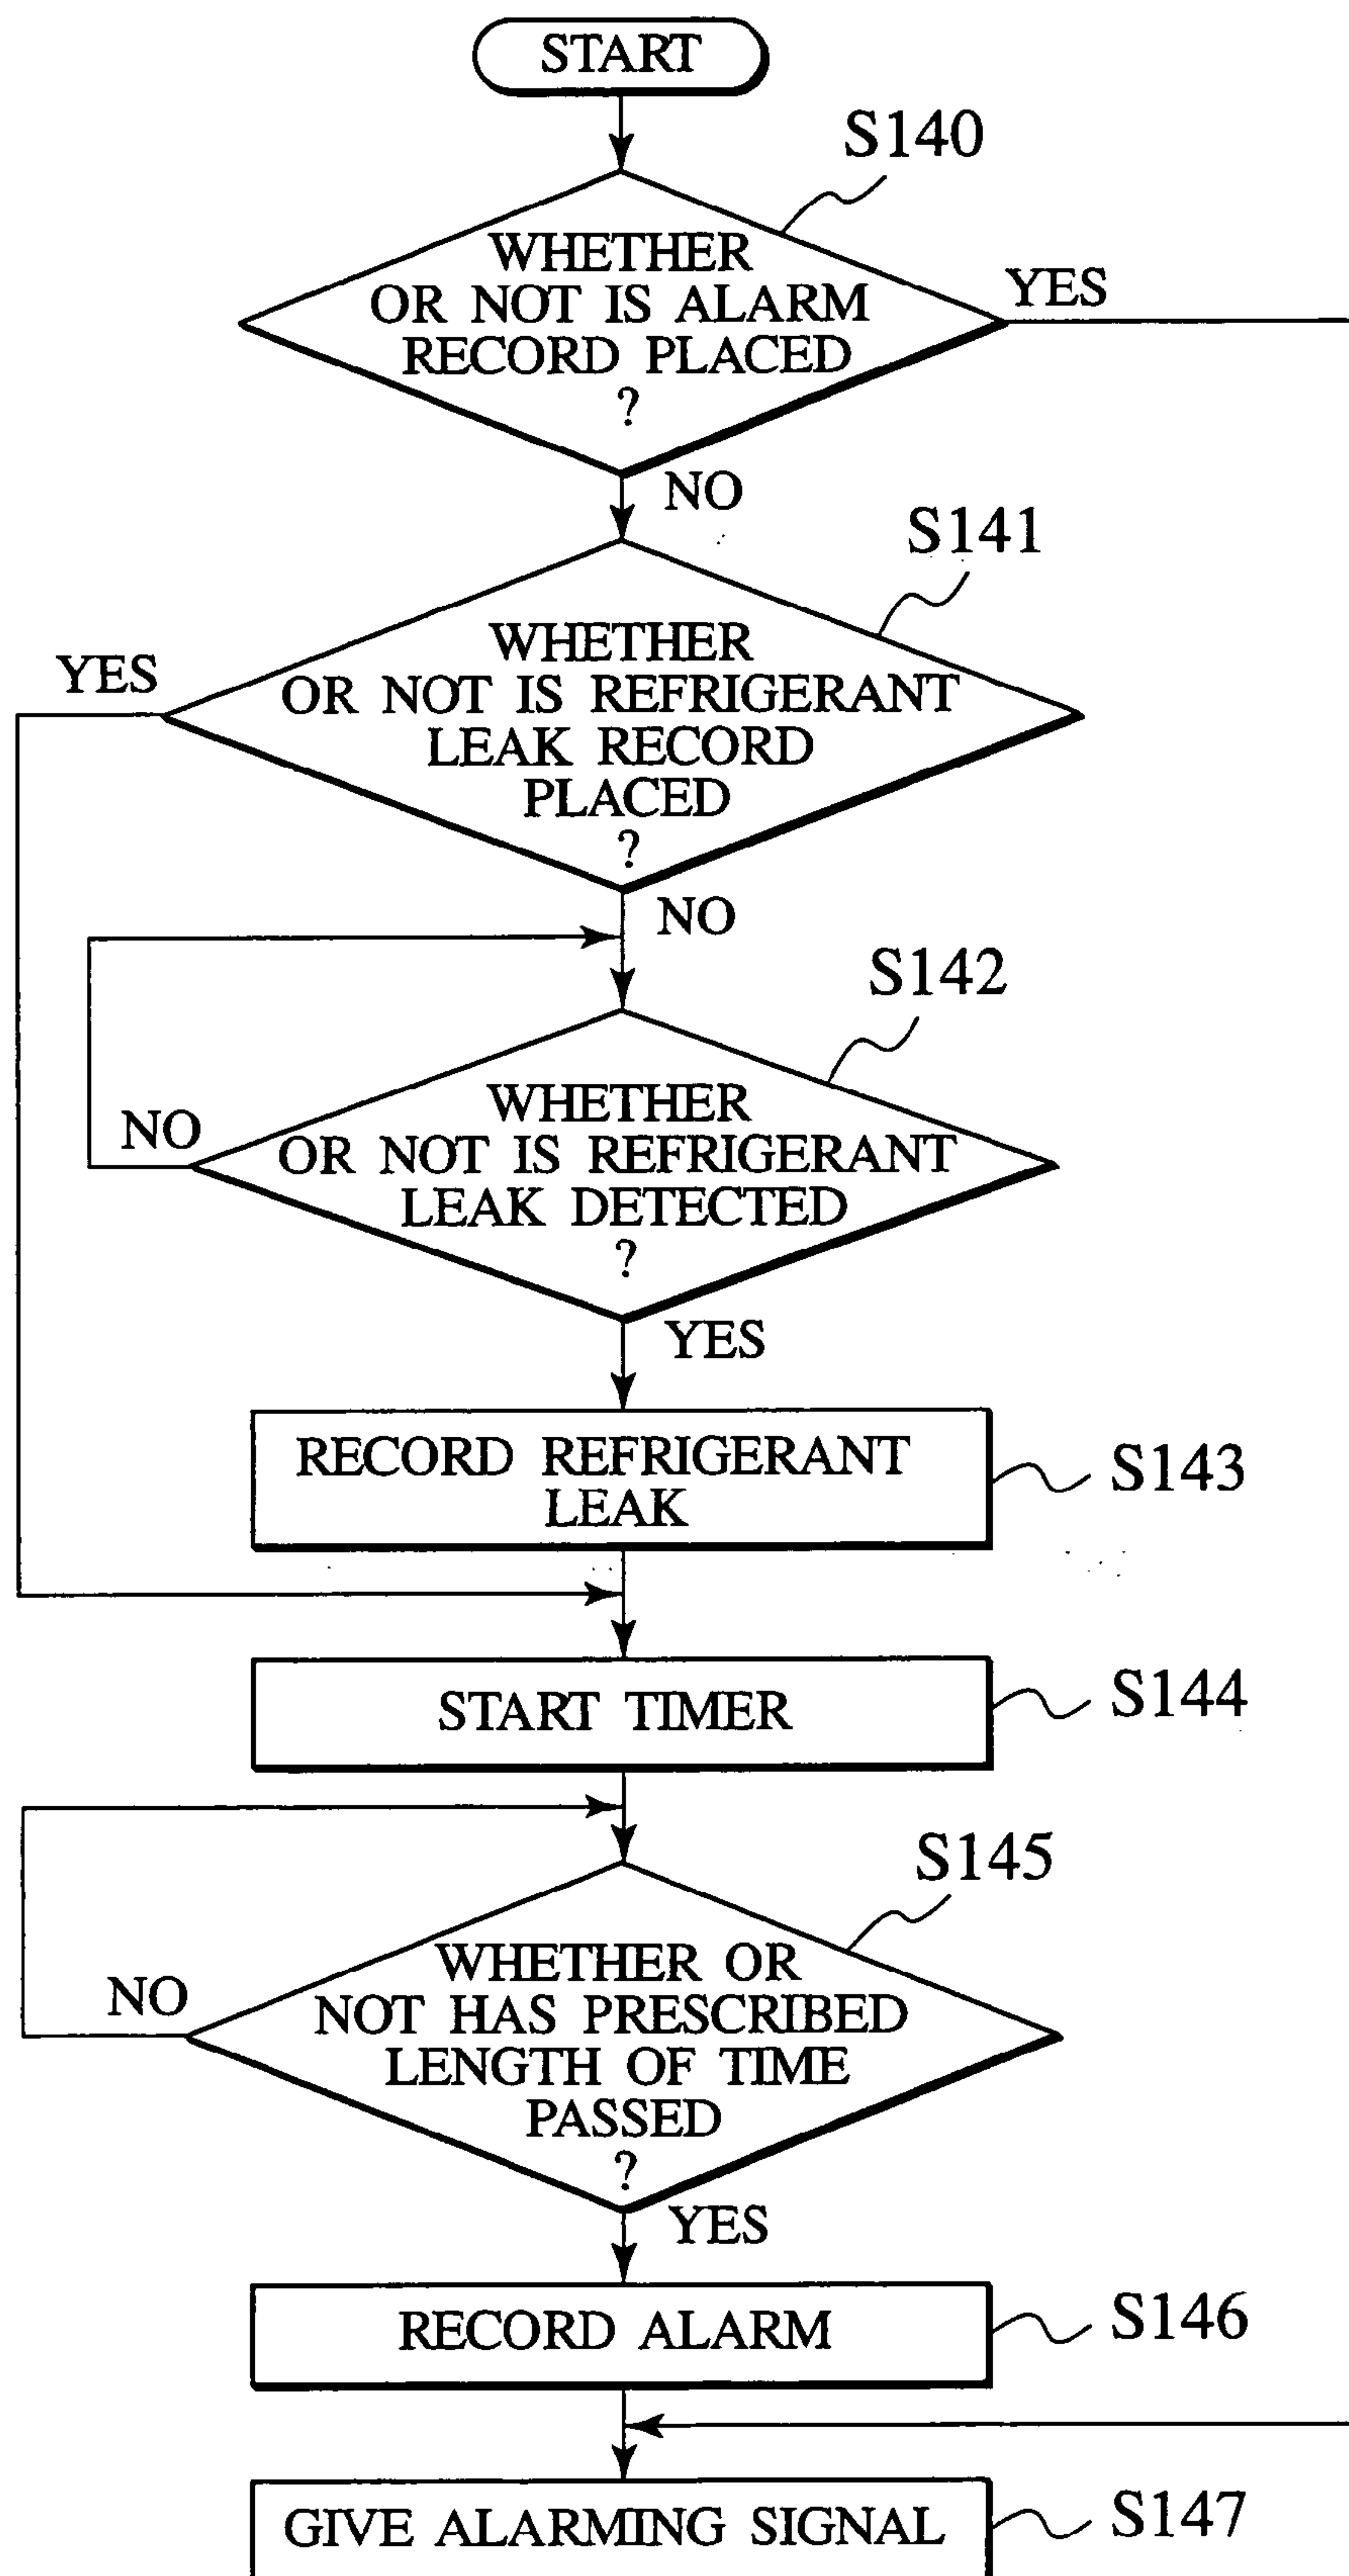 START
S140
WHETHER
OR NOT IS ALARM
RECORD PLACED
?
YES
NO
S141
WHETHER
OR NOT IS REFRIGERANT
LEAK RECORD
PLACED
?
YES
NO
S142
WHETHER
OR NOT IS REFRIGERANT
LEAK DETECTED
?
NO
YES
RECORD REFRIGERANT
LEAK
S143
START TIMER
S144
S145
WHETHER OR
NOT HAS PRESCRIBED
LENGTH OF TIME
PASSED
?
NO
YES
RECORD ALARM
S146
GIVE ALARMING SIGNAL
S147